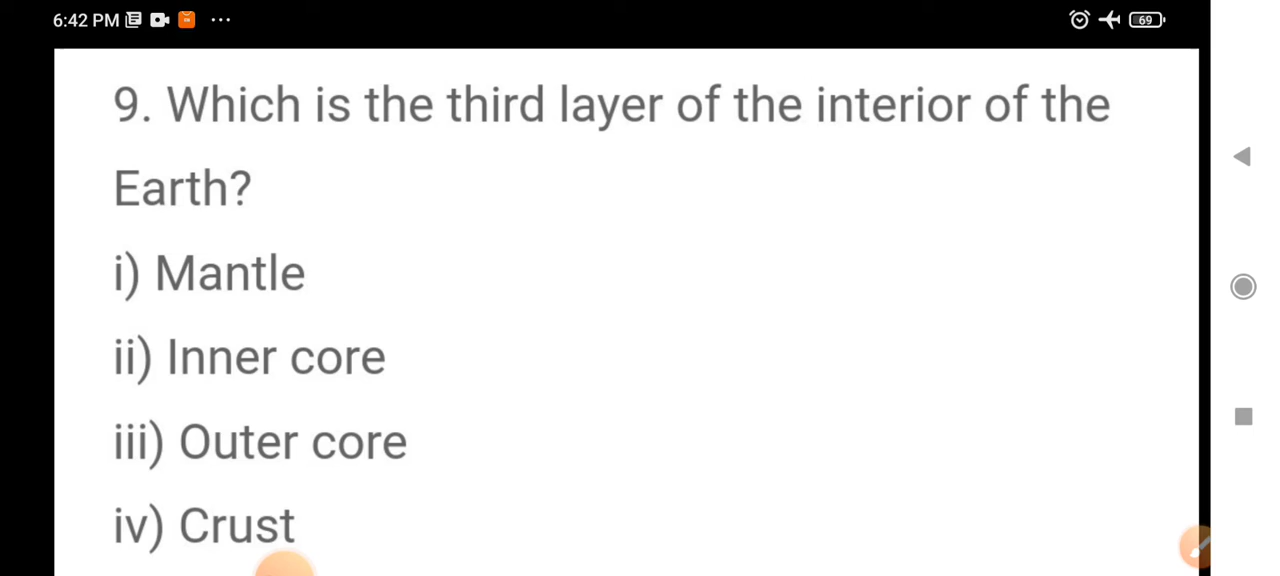 6:42 PM
69
9. Which is the third layer of the interior of the
Earth?
i) Mantle
ii) Inner core
iii) Outer core
iv) Crust